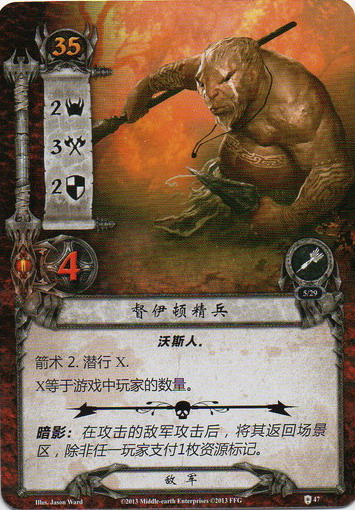 35
2
3
2
4
5/29
督伊顿精兵
沃斯人.
箭术 2. 潜行 X.
X等于游戏中玩家的数量。
暗影：在攻击的敌军攻击后，将其返回场景
区，除非任一玩家支付1枚资源标记。
敌军
Illus. Jason Ward
©2013 Middle-earth Enterprises ©2013 FFG
47